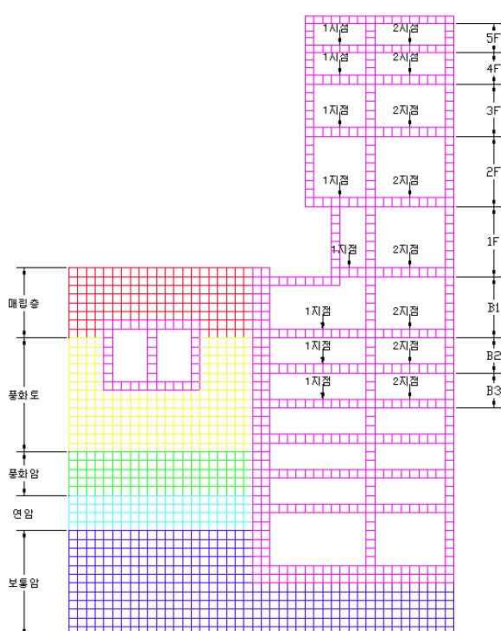 1지점 2지점 5F
1지점 2지점 4F
1지점 2지점 3F
1지점 2지점 2F
1지점 2지점 1F
매립층 1지점 2지점 B1
1지점 2지점 B2
풍화토 1지점 2지점 B3
풍화암
연암
보통암